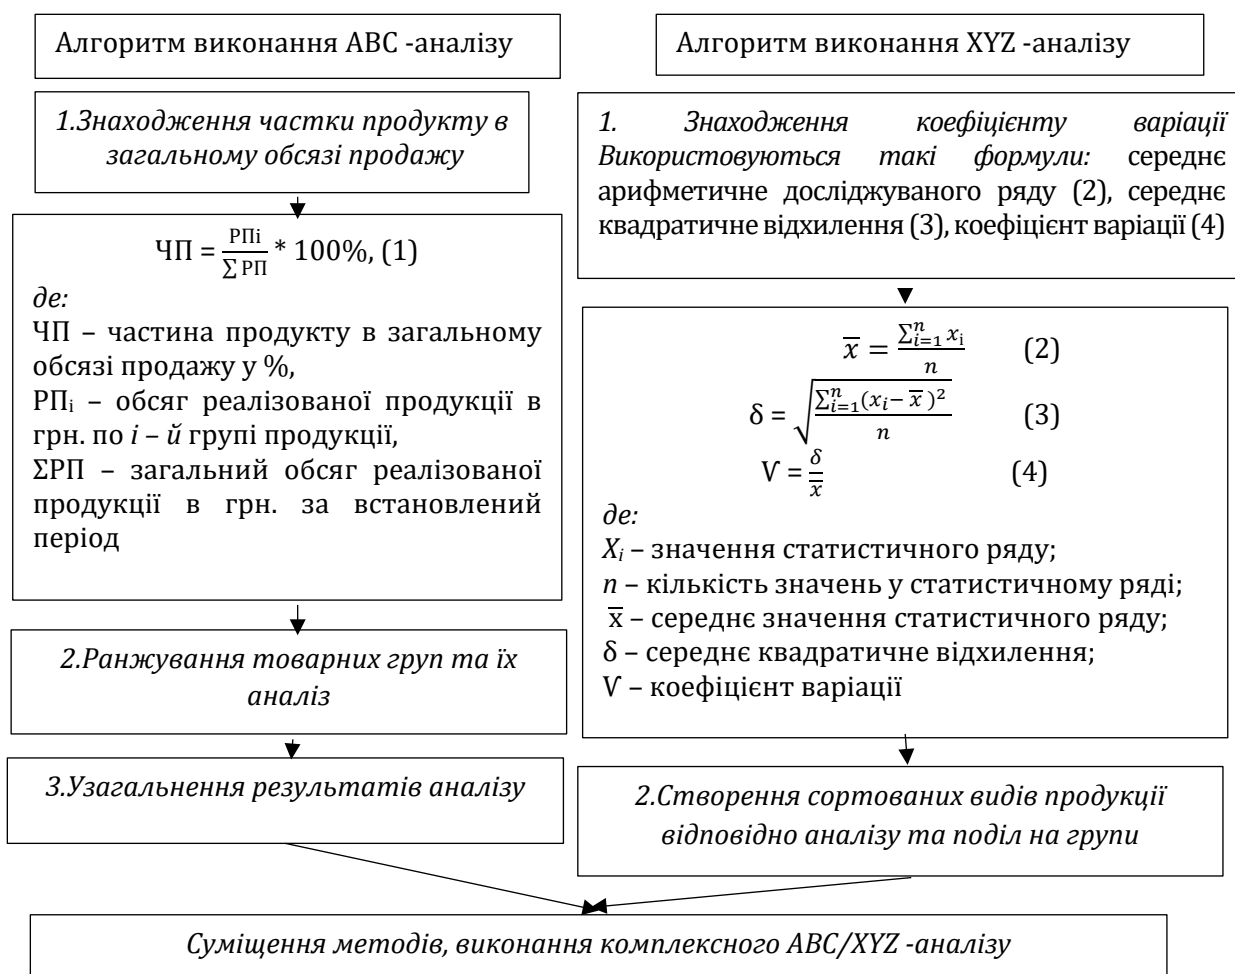 Алгоритм виконання ABC -аналізу
1.Знаходження частки продукту в
загальному обсязі продажу
ЧП = РПі / ∑ РП * 100%, (1)
де:
ЧП – частина продукту в загальному
обсязі продажу у %,
РПі – обсяг реалізованої продукції в
грн. по і – й групі продукції,
ΣРП – загальний обсяг реалізованої
продукції в грн. за встановлений
період
2.Ранжування товарних груп та їх
аналіз
3.Узагальнення результатів аналізу
Алгоритм виконання XYZ -аналізу
1. Знаходження коефіцієнту варіації
Використовуються такі формули: середнє
арифметичне досліджуваного ряду (2), середнє
квадратичне відхилення (3), коефіцієнт варіації (4)
x̅ = ∑ⁿᵢ₌₁ xᵢ / n (2)
δ = √(∑ⁿᵢ₌₁(xᵢ− x̅ )² / n) (3)
Ѵ = δ / x̅ (4)
де:
Xᵢ – значення статистичного ряду;
n – кількість значень у статистичному ряді;
x̅ – середнє значення статистичного ряду;
δ – середнє квадратичне відхилення;
Ѵ – коефіцієнт варіації
2.Створення сортованих видів продукції
відповідно аналізу та поділ на групи
Суміщення методів, виконання комплексного ABC/XYZ -аналізу